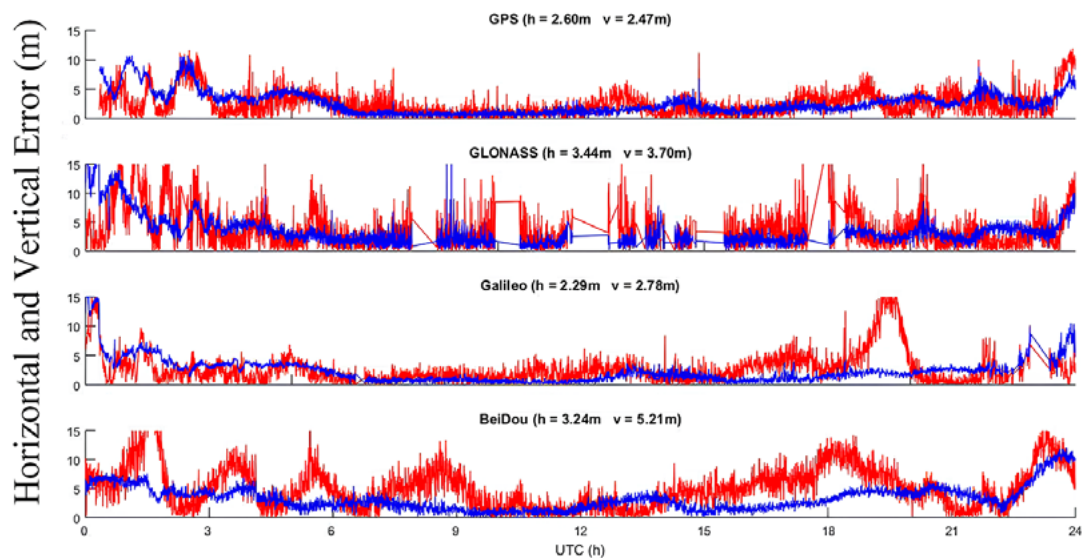 Horizontal and Vertical Error (m)
GPS (h = 2.60m   v = 2.47m)
15
10
5
0
GLONASS (h = 3.44m   v = 3.70m)
15
10
5
0
Galileo (h = 2.29m   v = 2.78m)
15
10
5
0
BeiDou (h = 3.24m   v = 5.21m)
15
10
5
0
0 3 6 9 12 15 18 21 24
UTC (h)